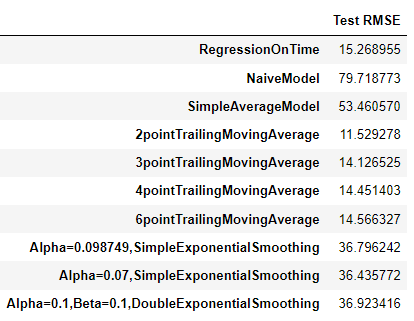 Test RMSE
RegressionOnTime 15.268955
NaiveModel 79.718773
SimpleAverageModel 53.460570
2pointTrailingMovingAverage 11.529278
3pointTrailingMovingAverage 14.126525
4pointTrailingMovingAverage 14.451403
6pointTrailingMovingAverage 14.566327
Alpha=0.098749,SimpleExponentialSmoothing 36.796242
Alpha=0.07,SimpleExponentialSmoothing 36.435772
Alpha=0.1,Beta=0.1,DoubleExponentialSmoothing 36.923416